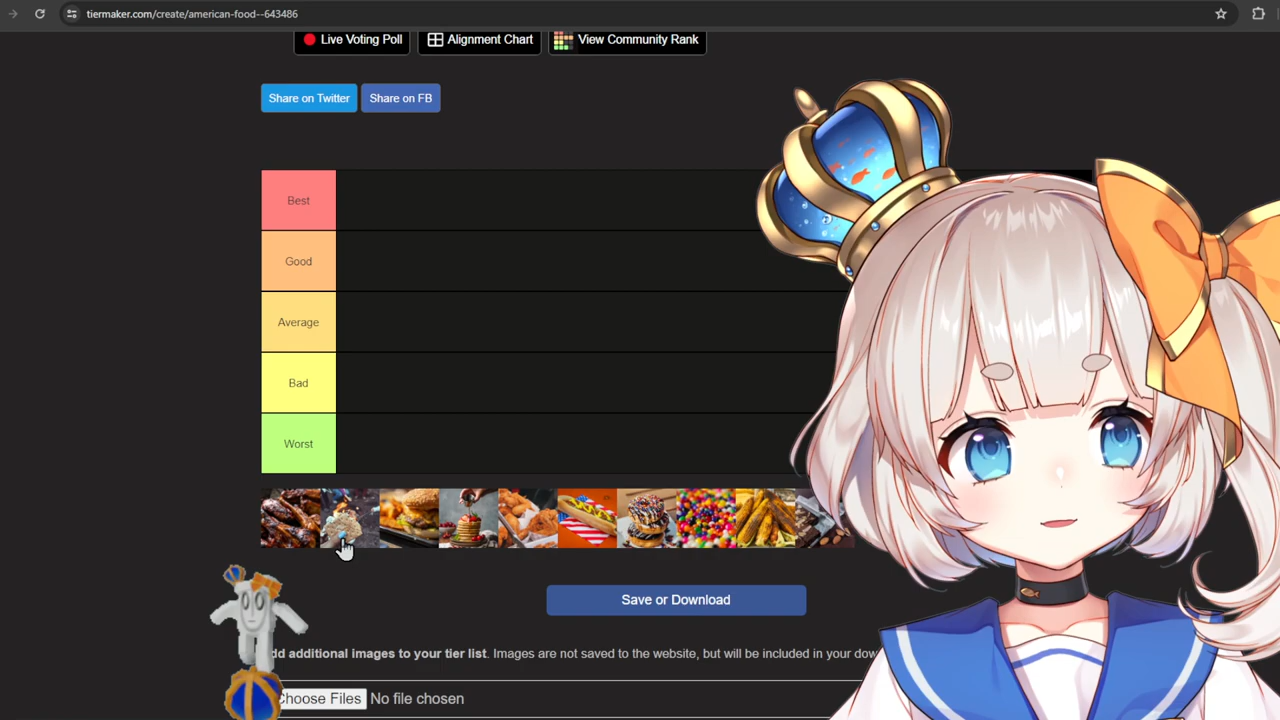 tiermaker.com/create/american-food--643486
Live Voting Poll
Alignment Chart
View Community Rank
Share on Twitter
Share on FB
Best
Good
Average
Bad
Worst
Save or Download
dd additional images to your tier list. Images are not saved to the website, but will be included in your dow
Choose Files No file chosen